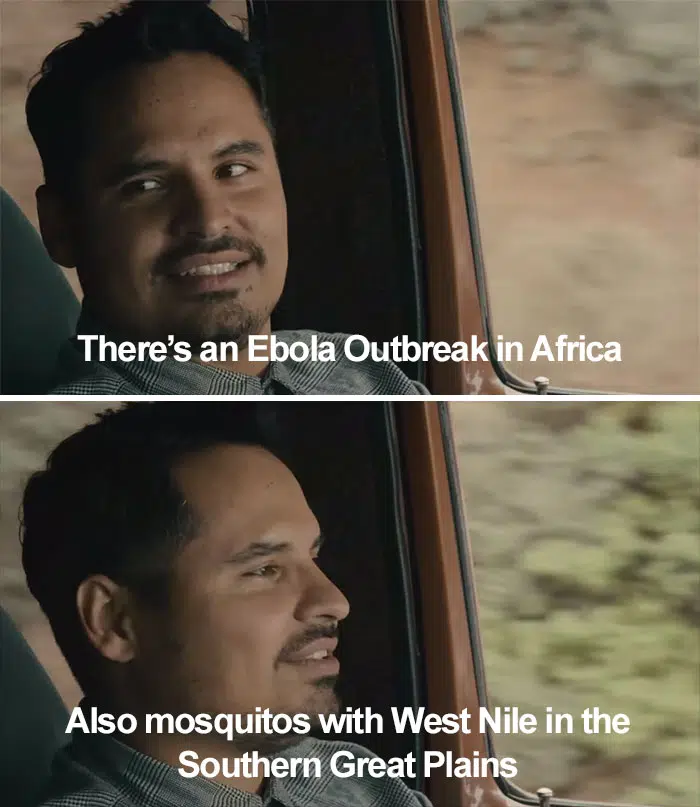 There’s an Ebola Outbreak in Africa
Also mosquitos with West Nile in the
Southern Great Plains